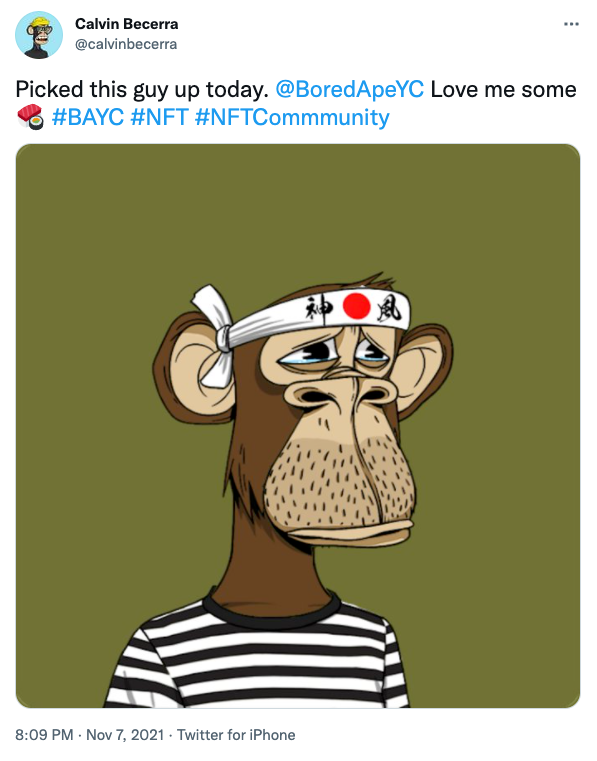 Calvin Becerra
@calvinbecerra
Picked this guy up today. @BoredApeYC Love me some
🍣 #BAYC #NFT #NFTCommmunity
神 風
8:09 PM · Nov 7, 2021 · Twitter for iPhone